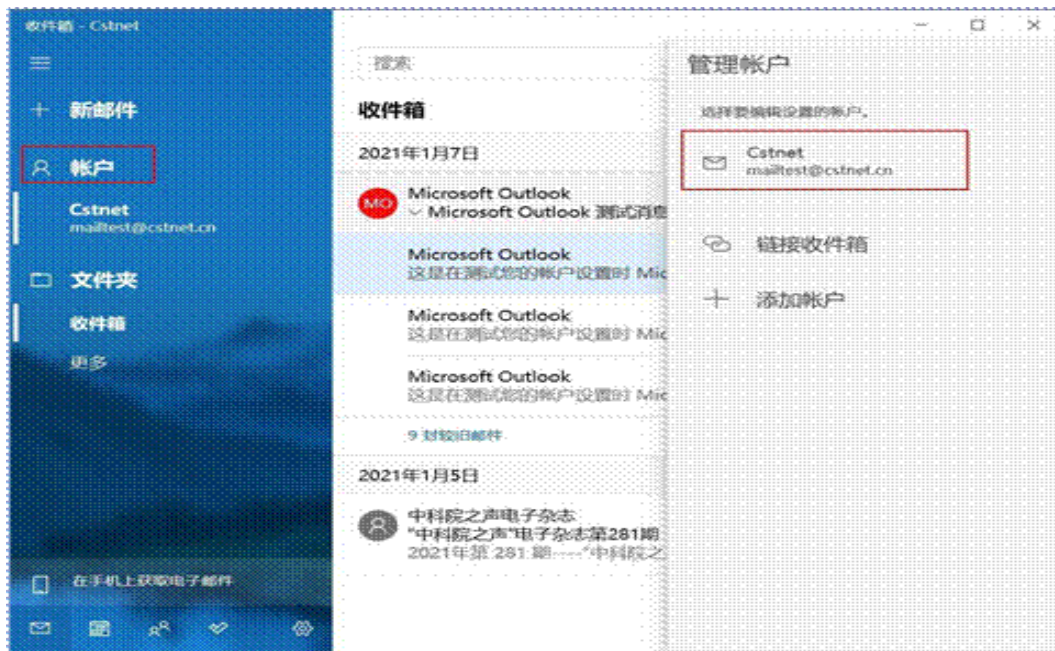 收件箱 - Cstnet
新邮件
帐户
Cstnet
mailtest@cstnet.cn
文件夹
收件箱
更多
在手机上获取电子邮件
搜索
收件箱
2021年1月7日
MO
Microsoft Outlook
Microsoft Outlook 测试消息
Microsoft Outlook
这是在测试您的帐户设置时 Mic
Microsoft Outlook
这是在测试您的帐户设置时 Mic
Microsoft Outlook
这是在测试您的帐户设置时 Mic
9 封较旧邮件
2021年1月5日
中科院之声电子杂志
"中科院之声"电子杂志第281期
2021年第 281 期----"中科院之
管理帐户
选择要编辑设置的帐户。
Cstnet
mailtest@cstnet.cn
链接收件箱
添加帐户